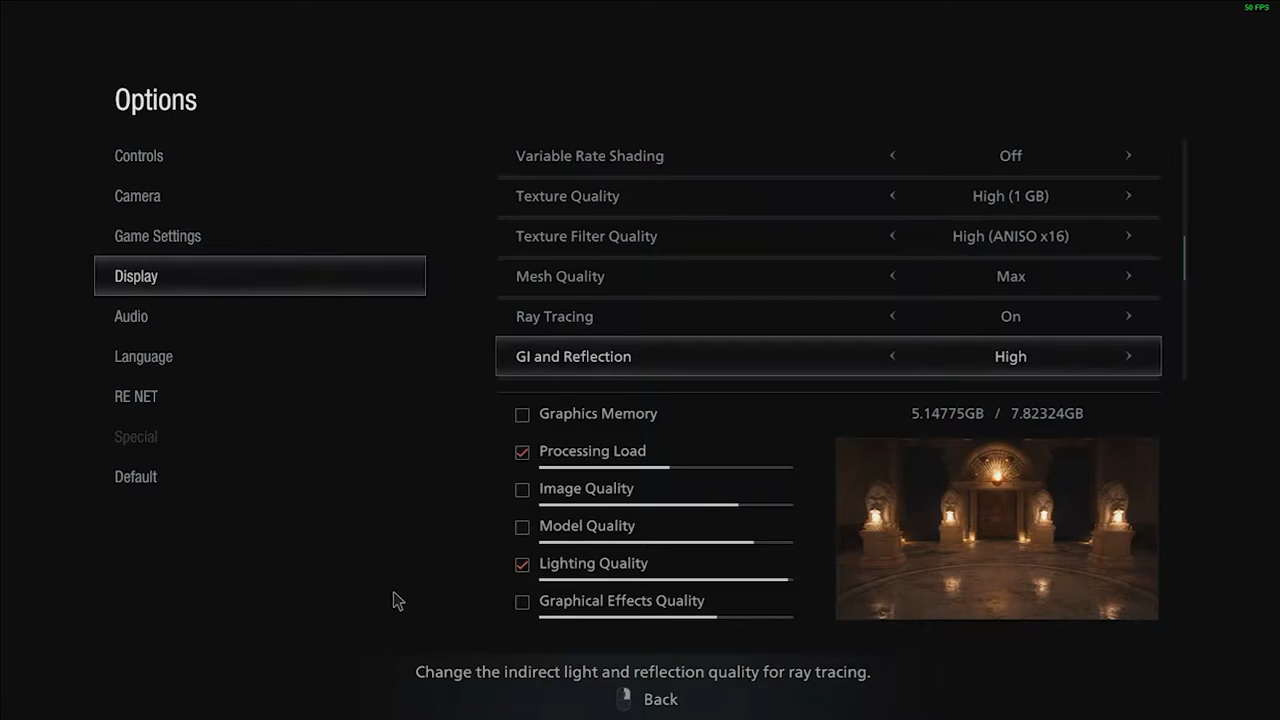 50 FPS
Options
Controls
Camera
Game Settings
Display
Audio
Language
RE NET
Special
Default
Variable Rate Shading Off
Texture Quality High (1 GB)
Texture Filter Quality High (ANISO x16)
Mesh Quality Max
Ray Tracing On
GI and Reflection High
Graphics Memory 5.14775GB / 7.82324GB
Processing Load
Image Quality
Model Quality
Lighting Quality
Graphical Effects Quality
Change the indirect light and reflection quality for ray tracing.
Back